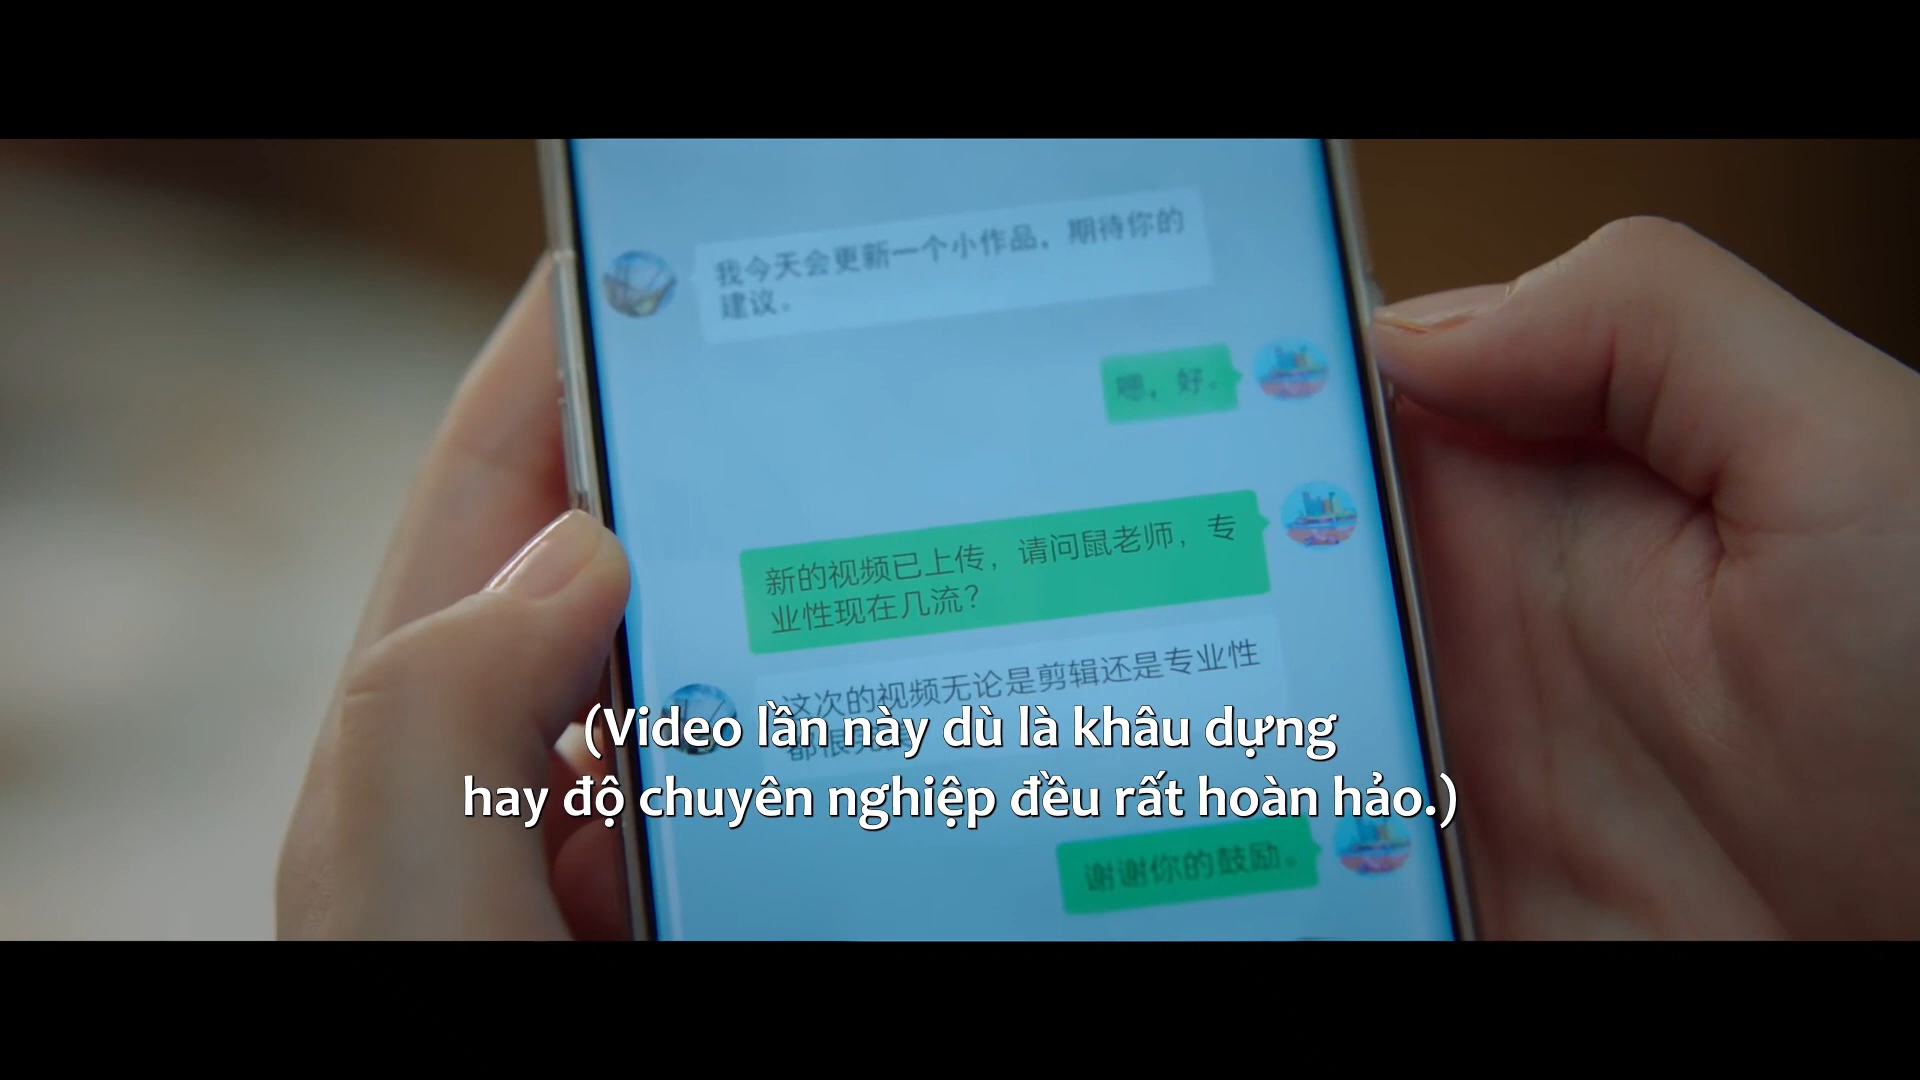 我今天会更新一个小作品，期待你的
建议。
嗯，好。
新的视频已上传，请问鼠老师，专
业性现在几流？
这次的视频无论是剪辑还是专业性
都很
(Video lần này dù là khâu dựng
hay độ chuyên nghiệp đều rất hoàn hảo.)
谢谢你的鼓励。